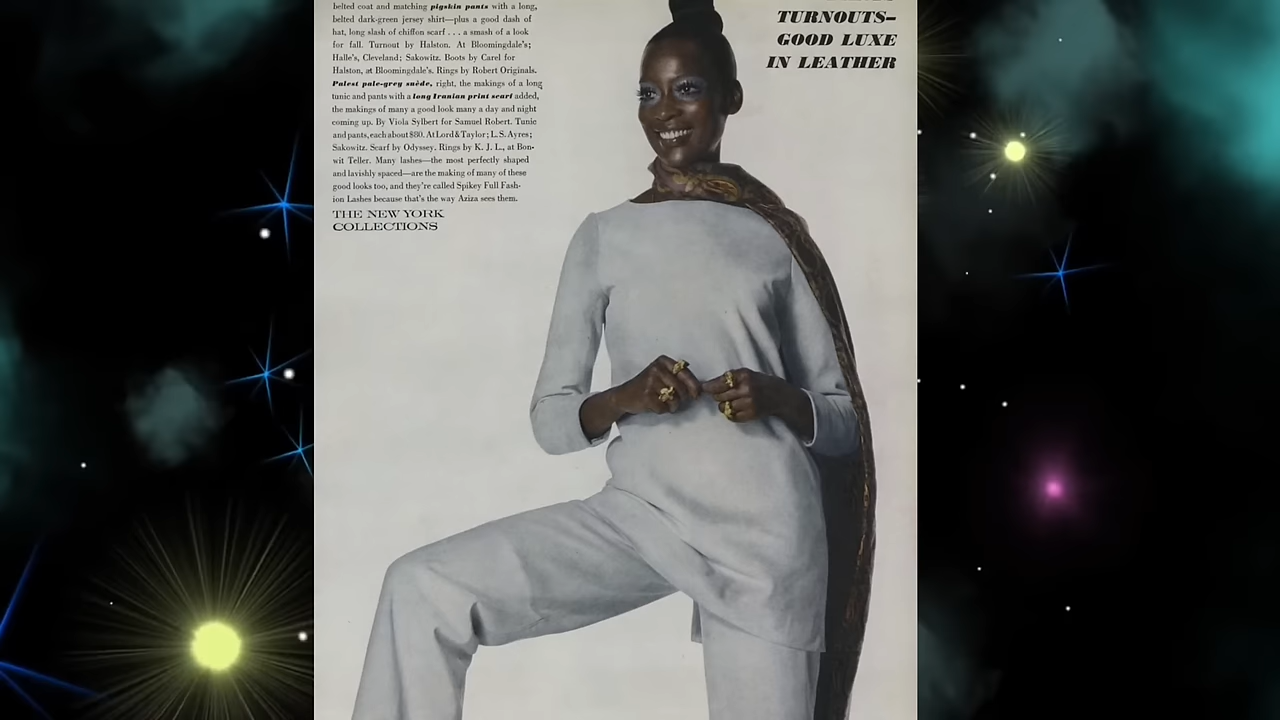 belted coat and matching pigskin pants with a long,
belted dark-green jersey shirt—plus a good dash of
hat, long slash of chiffon scarf . . . a smash of a look
for fall. Turnout by Halston. At Bloomingdale's;
Halle's, Cleveland; Sakowitz. Boots by Carel for
Halston, at Bloomingdale's. Rings by Robert Originals.
Palest pale-grey suède, right, the makings of a long
tunic and pants with a long Iranian print scarf added,
the makings of many a good look many a day and night
coming up. By Viola Sylbert for Samuel Robert. Tunic
and pants, each about $80. At Lord & Taylor; L. S. Ayres;
Sakowitz. Scarf by Odyssey. Rings by K. J. L., at Bon-
wit Teller. Many lashes—the most perfectly shaped
and lavishly spaced—are the making of many of these
good looks too, and they're called Spikey Full Fash-
ion Lashes because that's the way Aziza sees them.
THE NEW YORK
COLLECTIONS
TURNOUTS—
GOOD LUXE
IN LEATHER